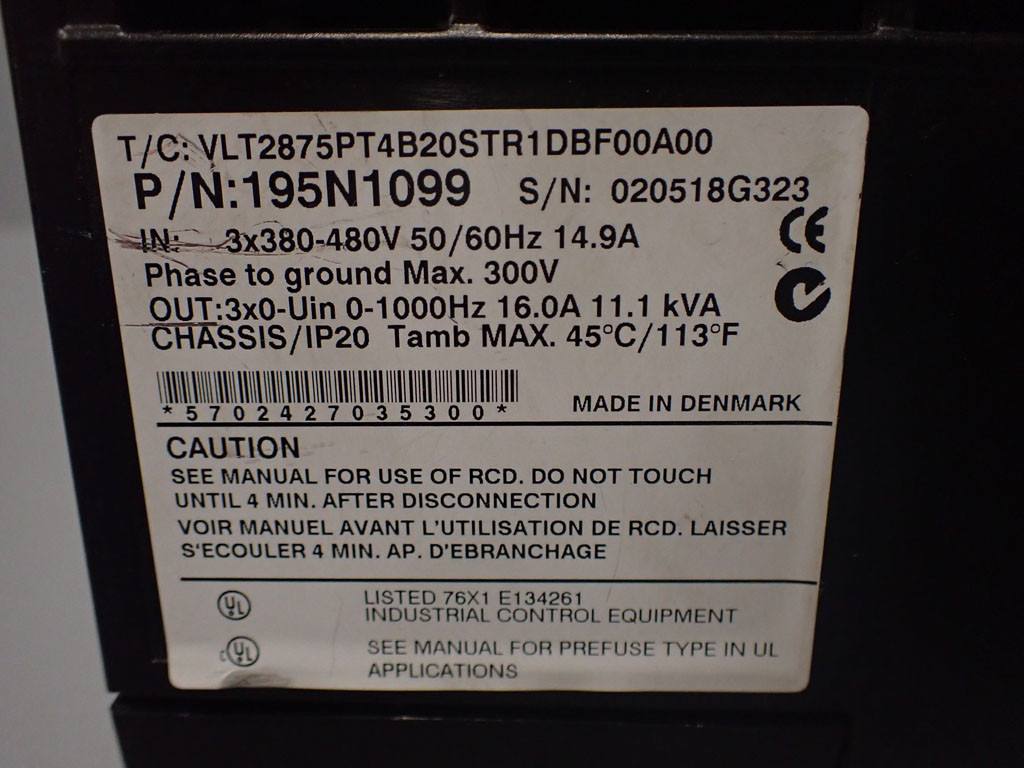 T/C: VLT2875PT4B20STR1DBF00A00
P/N:195N1099 S/N: 020518G323
IN: 3x380-480V 50/60Hz 14.9A
CE
Phase to ground Max. 300V
OUT:3x0-Uin 0-1000Hz 16.0A 11.1 kVA
CHASSIS/IP20 Tamb MAX. 45°C/113°F
*5702427035300*
MADE IN DENMARK
CAUTION
SEE MANUAL FOR USE OF RCD. DO NOT TOUCH
UNTIL 4 MIN. AFTER DISCONNECTION
VOIR MANUEL AVANT L'UTILISATION DE RCD. LAISSER
S'ECOULER 4 MIN. AP. D'EBRANCHAGE
UL LISTED 76X1 E134261
INDUSTRIAL CONTROL EQUIPMENT
c UL SEE MANUAL FOR PREFUSE TYPE IN UL
APPLICATIONS